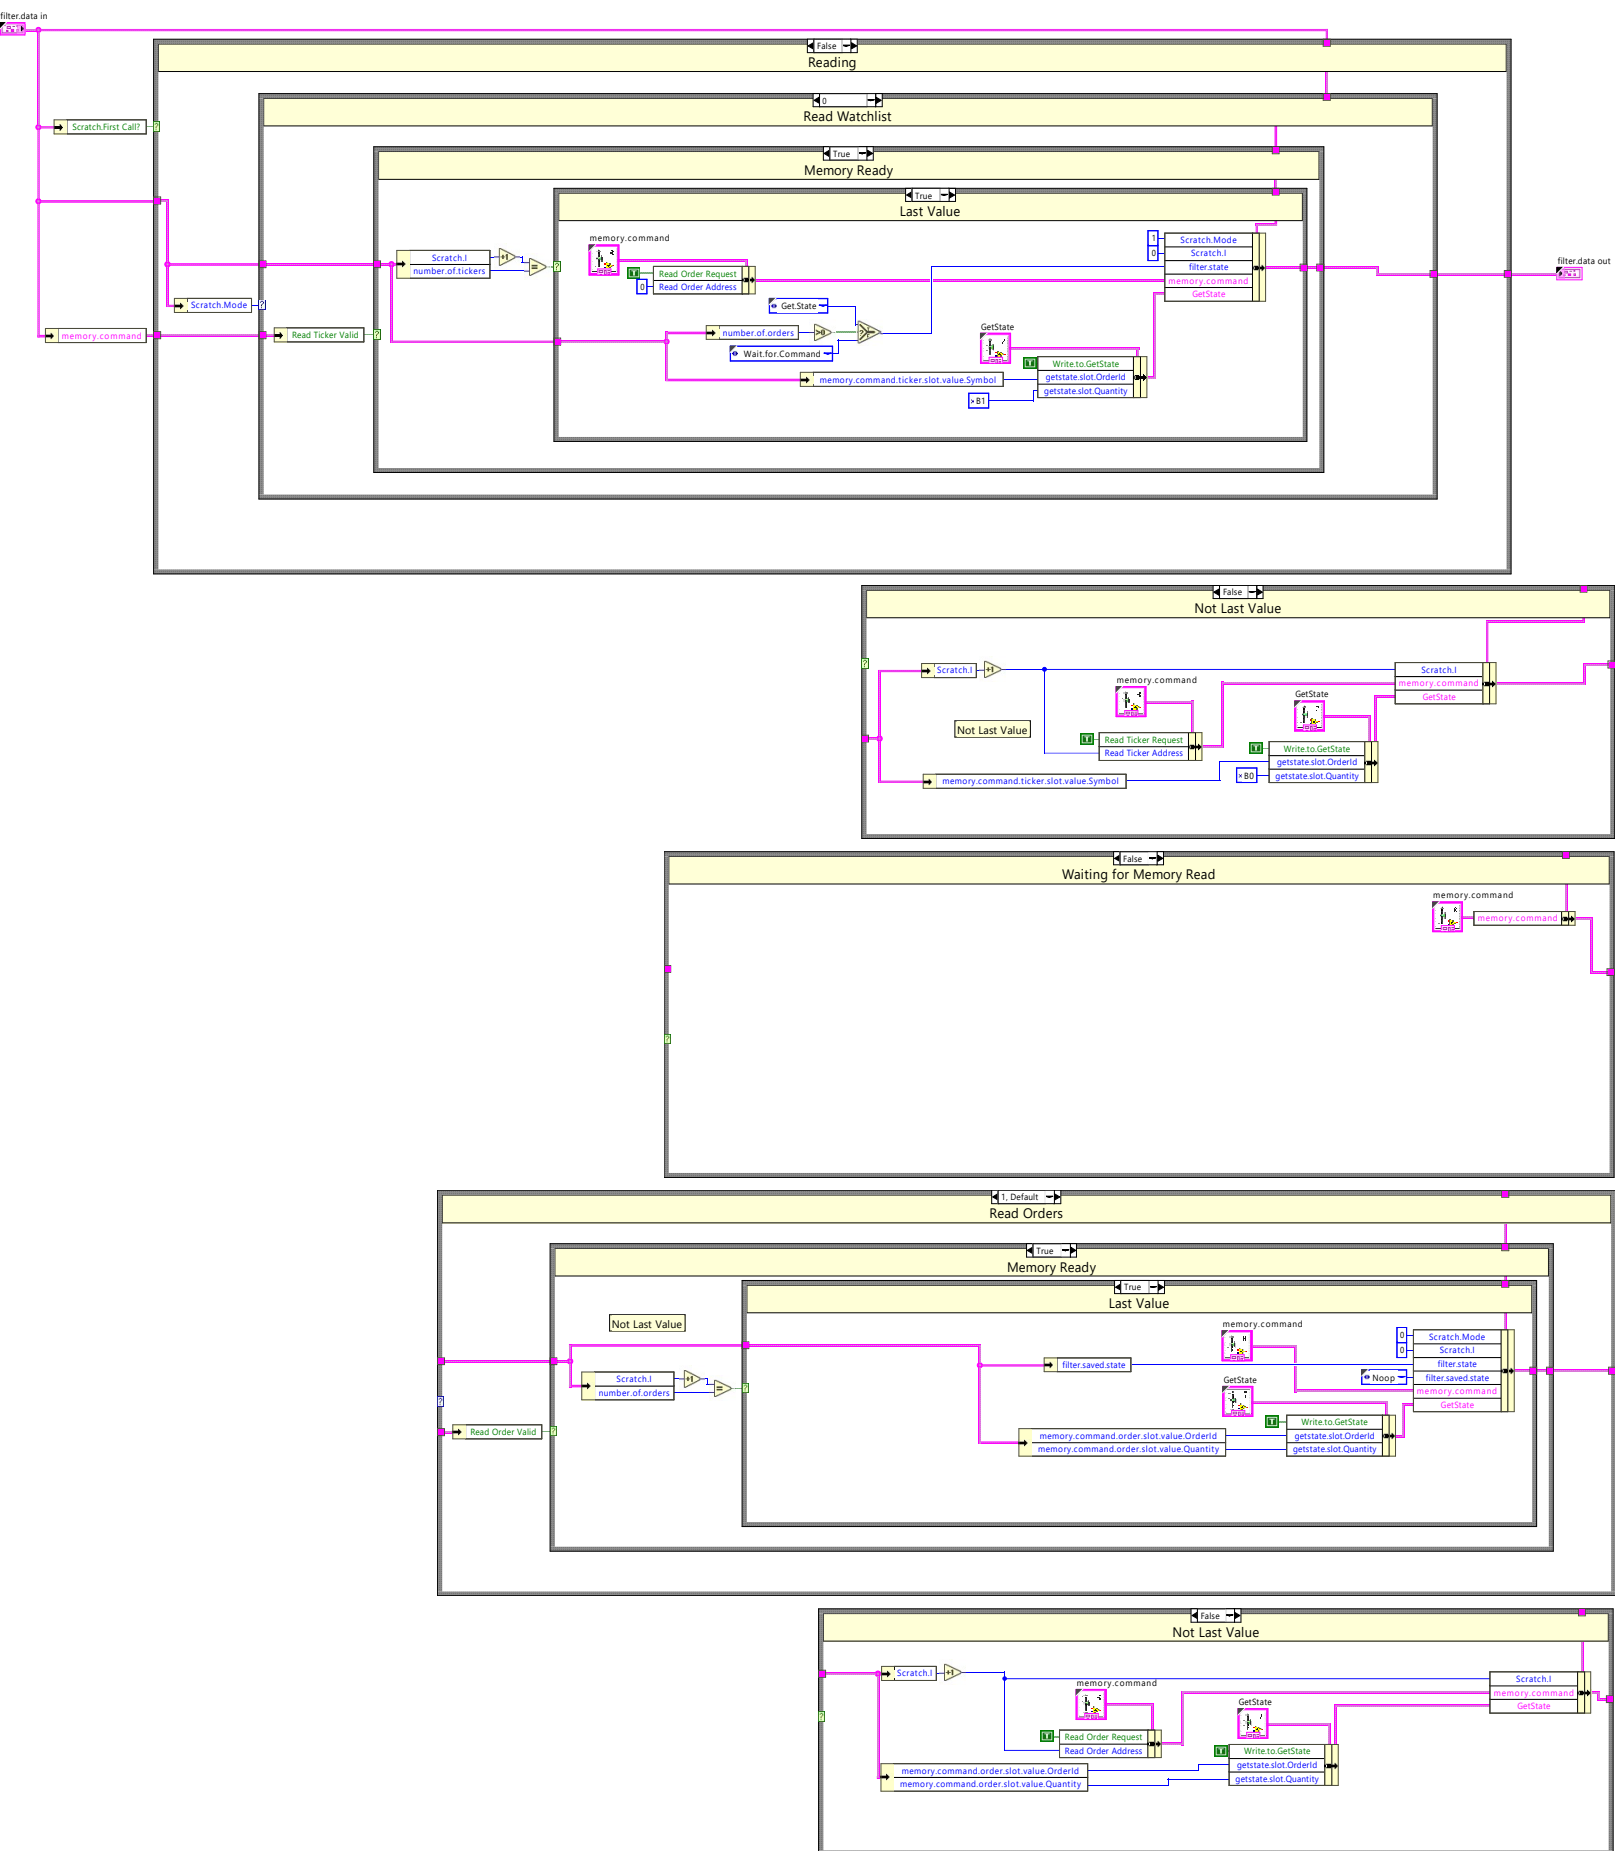 filter.data in
False
Reading
0
Read Watchlist
Scratch.First Call?
True
Memory Ready
True
Last Value
memory.command
Scratch.I
number.of.tickers
+1
=
?
T
Read Order Request
0
Read Order Address
1
Scratch.Mode
0
Scratch.I
filter.state
memory.command
GetState
filter.data out
Scratch.Mode
?
Get.State
memory.command
Read Ticker Valid
?
number.of.orders
>0
?
Wait.for.Command
GetState
T
Write.to.GetState
memory.command.ticker.slot.value.Symbol
getstate.slot.OrderId
getstate.slot.Quantity
×B1
False
Not Last Value
?
Scratch.I
+1
Scratch.I
memory.command
memory.command
GetState
GetState
Not Last Value
T
Read Ticker Request
Read Ticker Address
T
Write.to.GetState
getstate.slot.OrderId
×B0
getstate.slot.Quantity
memory.command.ticker.slot.value.Symbol
False
Waiting for Memory Read
memory.command
memory.command
?
1, Default
Read Orders
True
Memory Ready
True
Last Value
Not Last Value
memory.command
0
Scratch.Mode
0
Scratch.I
filter.saved.state
filter.state
Noop
filter.saved.state
memory.command
GetState
Scratch.I
number.of.orders
+1
=
?
GetState
?
Read Order Valid
?
T
Write.to.GetState
memory.command.order.slot.value.OrderId
getstate.slot.OrderId
memory.command.order.slot.value.Quantity
getstate.slot.Quantity
False
Not Last Value
Scratch.I
+1
Scratch.I
memory.command
memory.command
GetState
GetState
?
T
Read Order Request
Read Order Address
T
Write.to.GetState
memory.command.order.slot.value.OrderId
getstate.slot.OrderId
memory.command.order.slot.value.Quantity
getstate.slot.Quantity